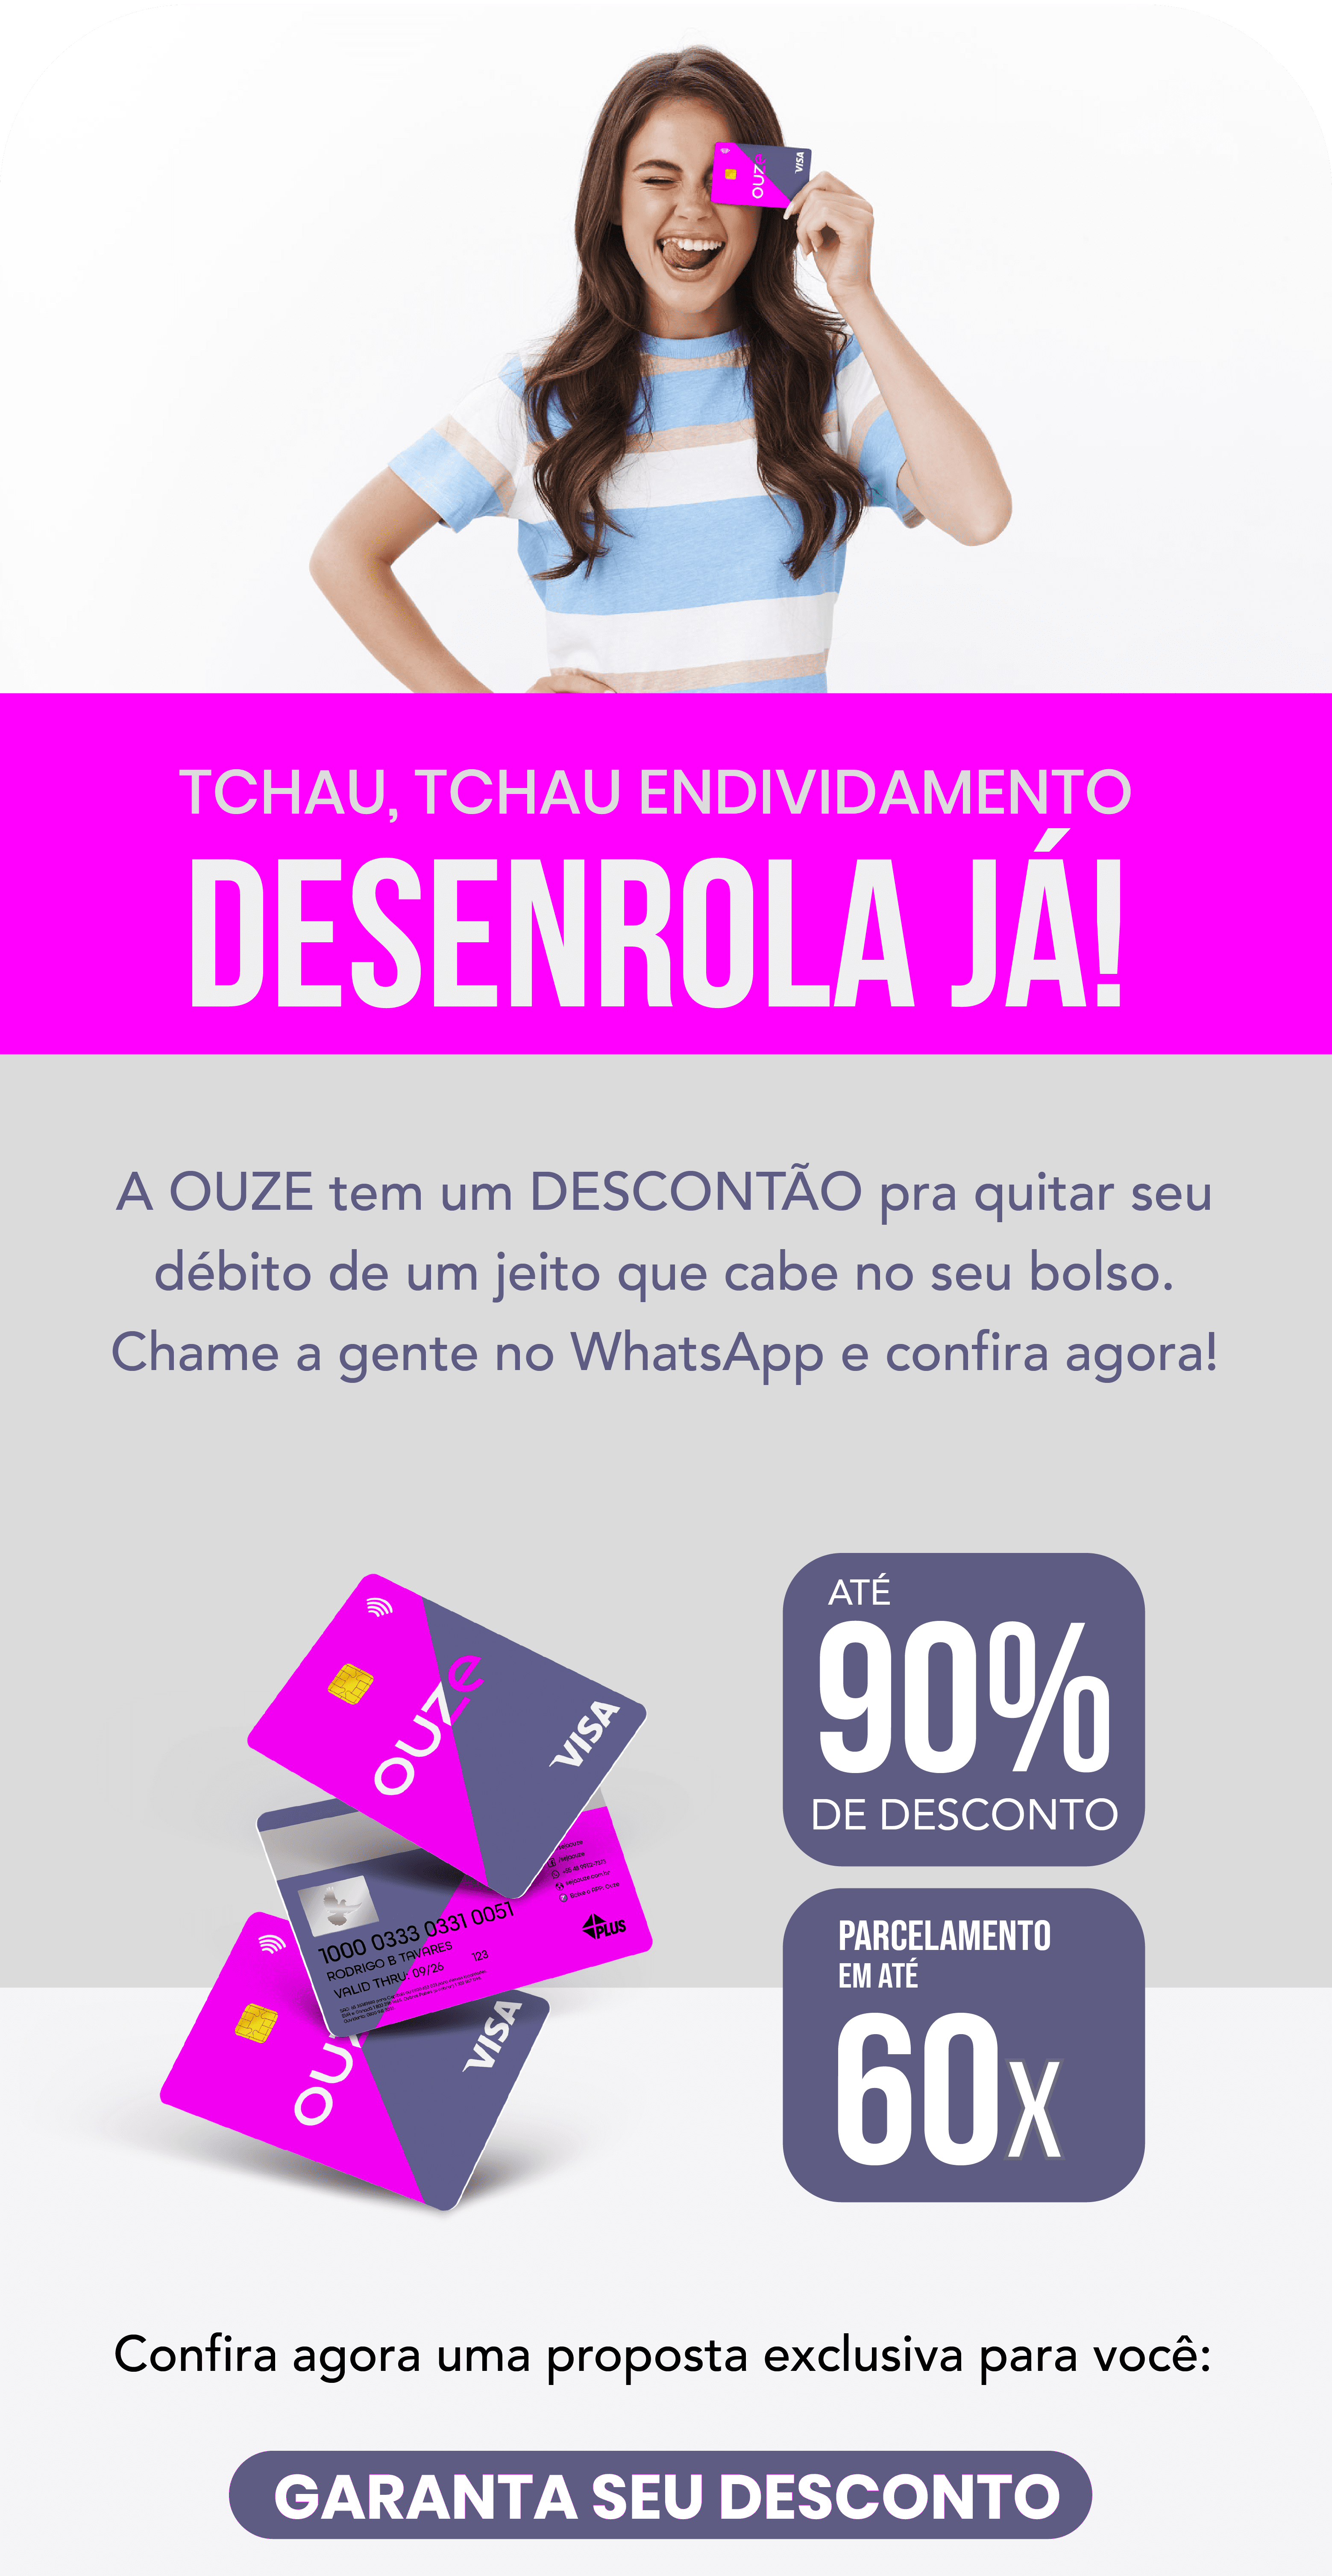 ouze
VISA
TCHAU, TCHAU ENDIVIDAMENTO
DESENROLA JÁ!
A OUZE tem um DESCONTÃO pra quitar seu
débito de um jeito que cabe no seu bolso.
Chame a gente no WhatsApp e confira agora!
ATÉ
90%
DE DESCONTO
ouze
VISA
1000 0333 0331 0051
RODRIGO B TAVARES
VALID THRU: 09/26
123
PLUS
PARCELAMENTO
EM ATÉ
60X
VISA
Confira agora uma proposta exclusiva para você:
GARANTA SEU DESCONTO